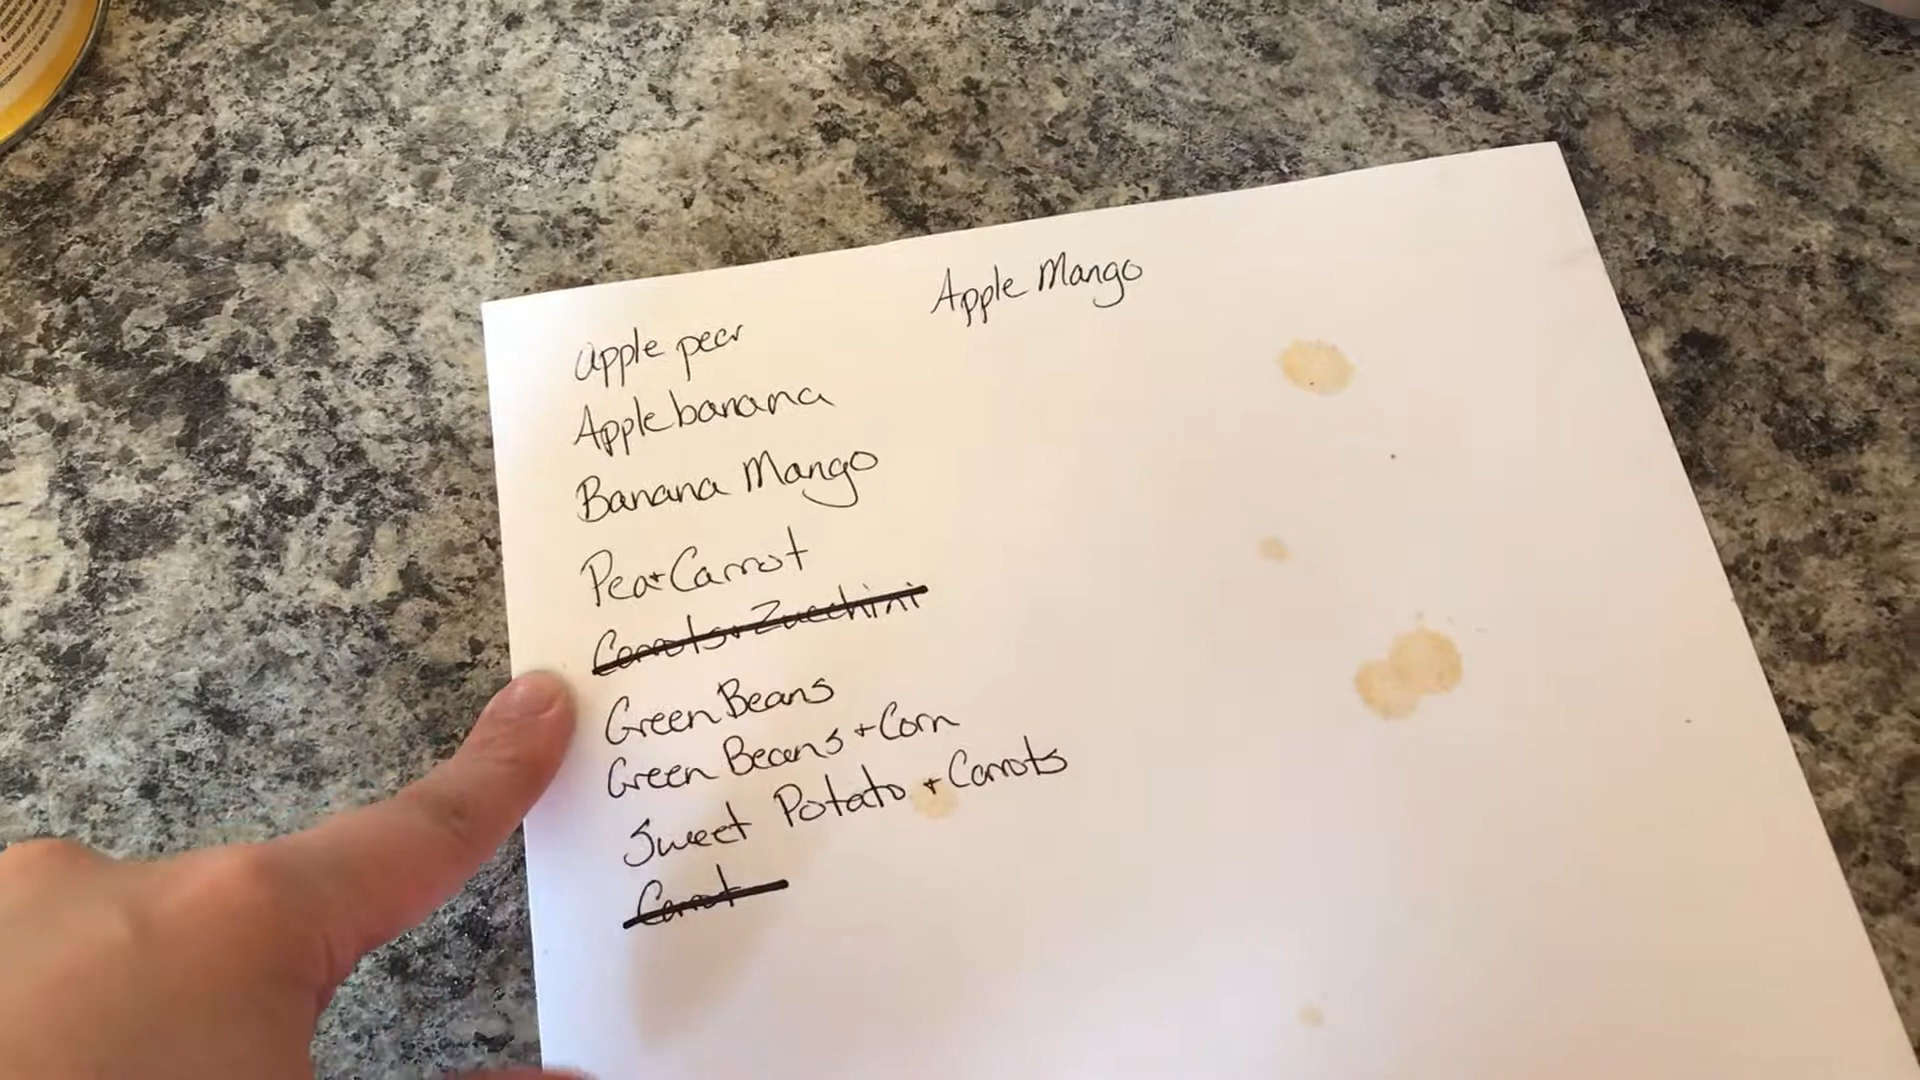 Apple Mango
apple pear
Apple banana
Banana Mango
Pea + Carrot
Carrots + Zucchini
Green Beans
Green Beans + Corn
Sweet Potato + Carrots
Carrot